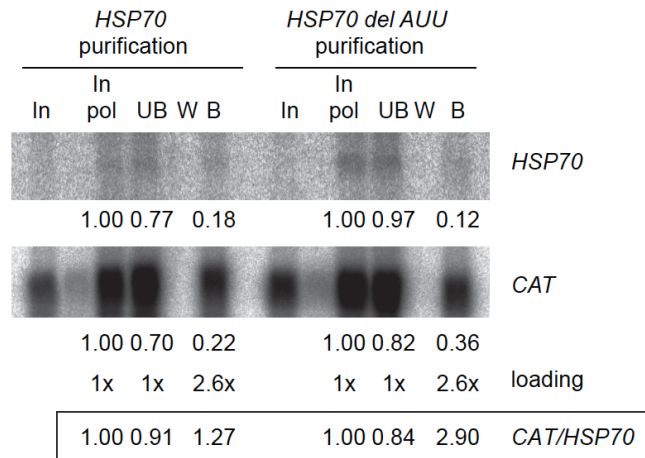 HSP70 HSP70 del AUU
purification purification
In In
In pol UB W B In pol UB W B
HSP70
1.00 0.77 0.18 1.00 0.97 0.12
CAT
1.00 0.70 0.22 1.00 0.82 0.36
1x 1x 2.6x 1x 1x 2.6x loading
1.00 0.91 1.27 1.00 0.84 2.90 CAT/HSP70